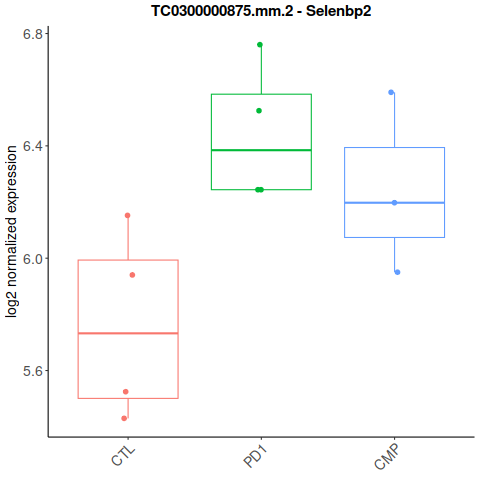 TC0300000875.mm.2 - Selenbp2
log2 normalized expression
6.8
6.4
6.0
5.6
CTL
PD1
CMP